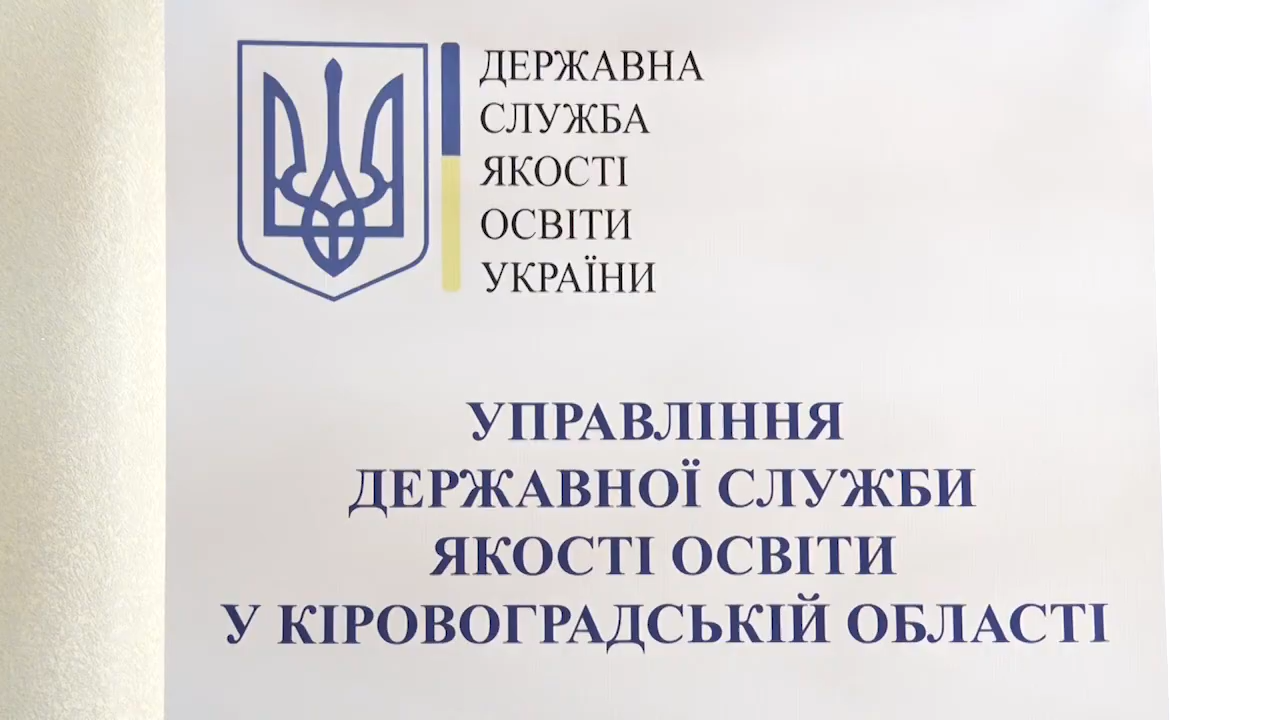 ДЕРЖАВНА
СЛУЖБА
ЯКОСТІ
ОСВІТИ
УКРАЇНИ
УПРАВЛІННЯ
ДЕРЖАВНОЇ СЛУЖБИ
ЯКОСТІ ОСВІТИ
У КІРОВОГРАДСЬКІЙ ОБЛАСТІ